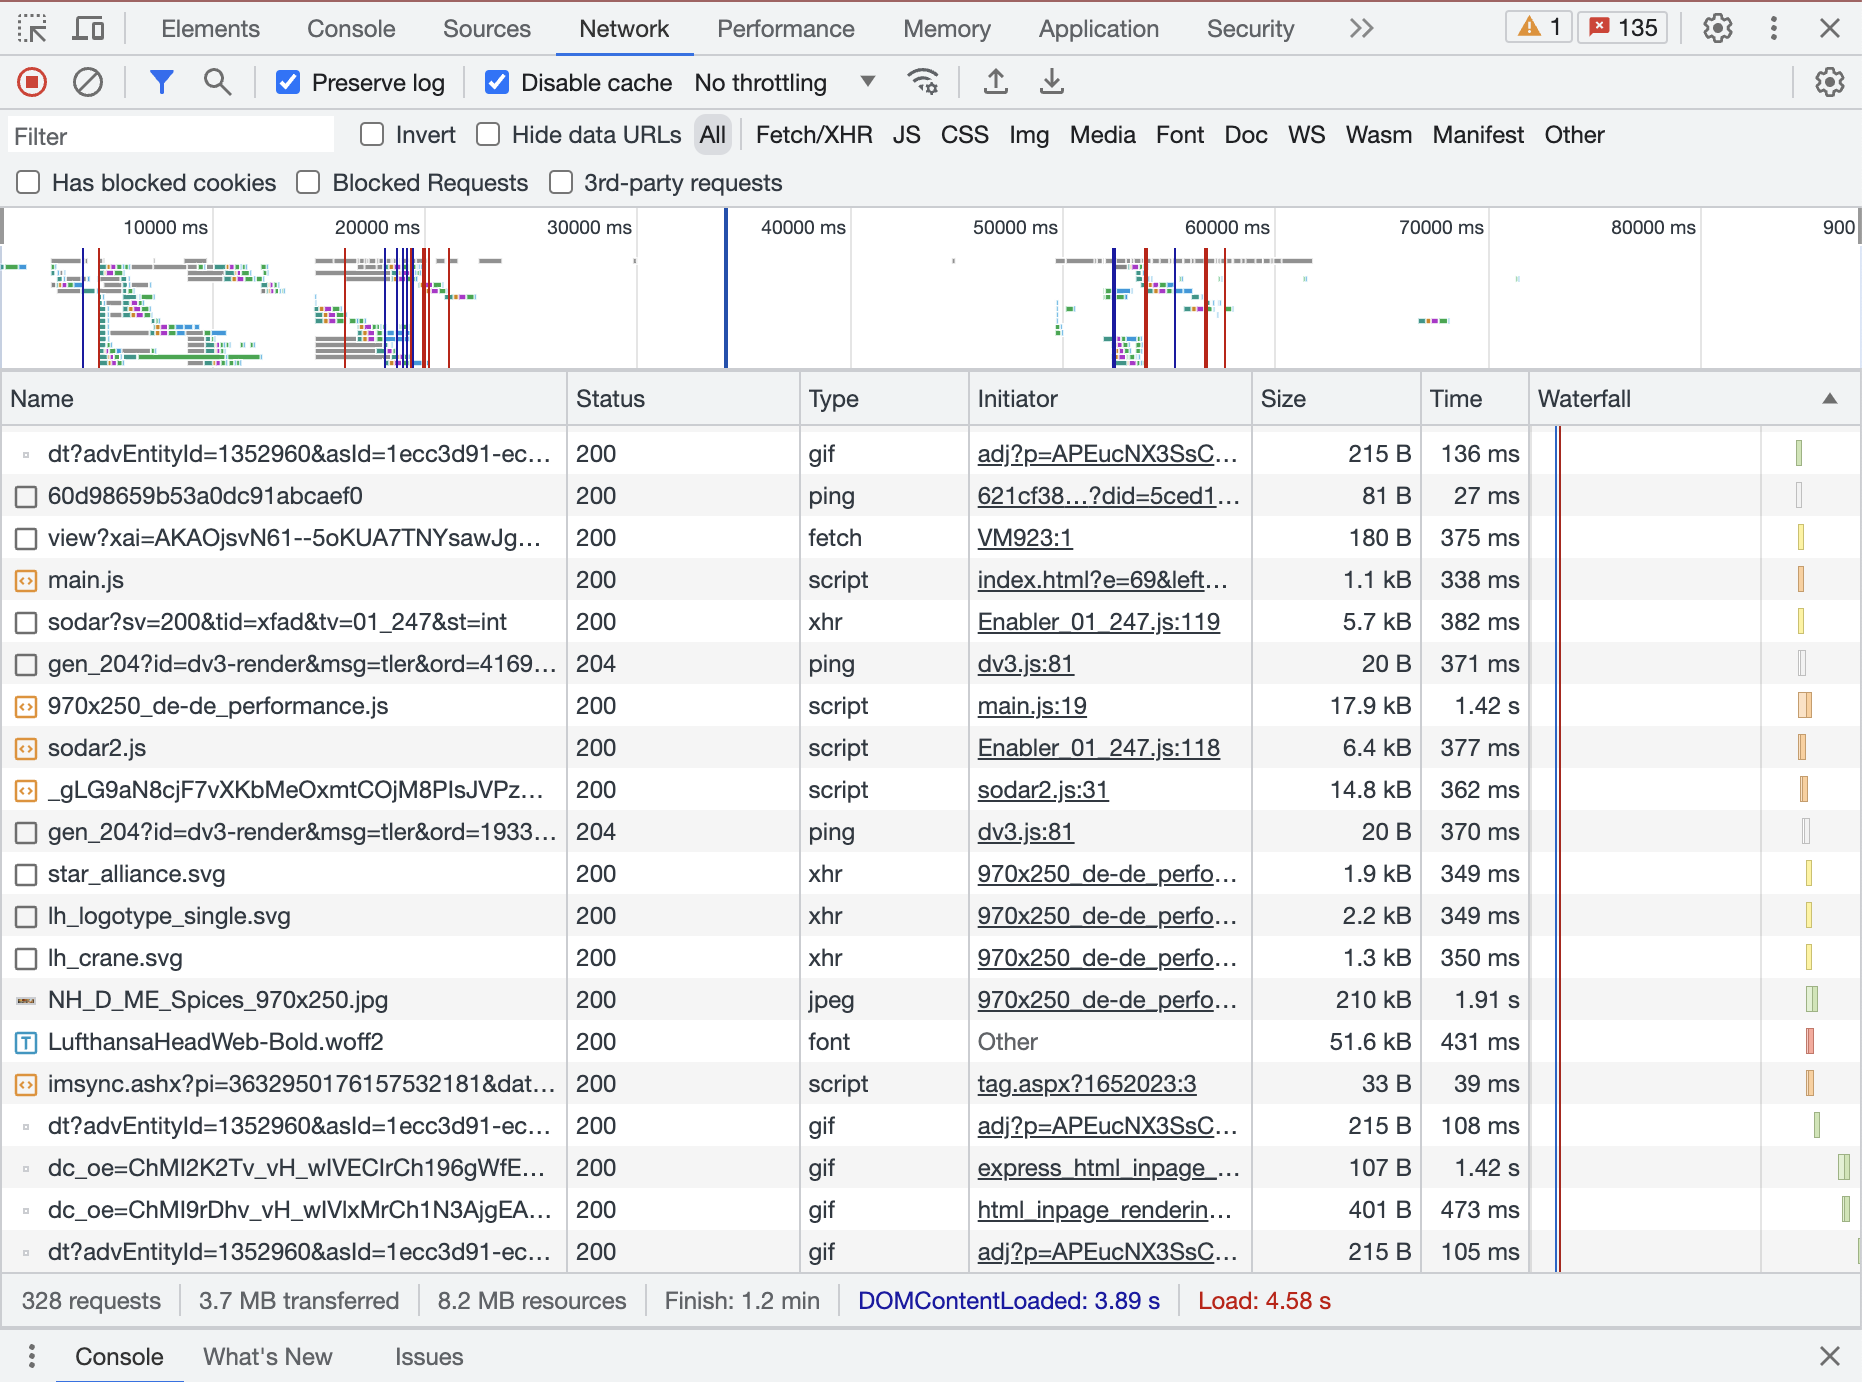 Elements Console Sources Network Performance Memory Application Security 1 135
Preserve log Disable cache No throttling
Filter Invert Hide data URLs All Fetch/XHR JS CSS Img Media Font Doc WS Wasm Manifest Other
Has blocked cookies Blocked Requests 3rd-party requests
10000 ms 20000 ms 30000 ms 40000 ms 50000 ms 60000 ms 70000 ms 80000 ms 900
Name Status Type Initiator Size Time Waterfall
dt?advEntityId=1352960&asId=1ecc3d91-ec… 200 gif adj?p=APEucNX3SsC… 215 B 136 ms
60d98659b53a0dc91abcaef0 200 ping 621cf38…?did=5ced1… 81 B 27 ms
view?xai=AKAOjsvN61--5oKUA7TNYsawJg… 200 fetch VM923:1 180 B 375 ms
main.js 200 script index.html?e=69&left… 1.1 kB 338 ms
sodar?sv=200&tid=xfad&tv=01_247&st=int 200 xhr Enabler_01_247.js:119 5.7 kB 382 ms
gen_204?id=dv3-render&msg=tler&ord=4169… 204 ping dv3.js:81 20 B 371 ms
970x250_de-de_performance.js 200 script main.js:19 17.9 kB 1.42 s
sodar2.js 200 script Enabler_01_247.js:118 6.4 kB 377 ms
_gLG9aN8cjF7vXKbMeOxmtCOjM8PIsJVPz… 200 script sodar2.js:31 14.8 kB 362 ms
gen_204?id=dv3-render&msg=tler&ord=1933… 204 ping dv3.js:81 20 B 370 ms
star_alliance.svg 200 xhr 970x250_de-de_perfo… 1.9 kB 349 ms
lh_logotype_single.svg 200 xhr 970x250_de-de_perfo… 2.2 kB 349 ms
lh_crane.svg 200 xhr 970x250_de-de_perfo… 1.3 kB 350 ms
NH_D_ME_Spices_970x250.jpg 200 jpeg 970x250_de-de_perfo… 210 kB 1.91 s
LufthansaHeadWeb-Bold.woff2 200 font Other 51.6 kB 431 ms
imsync.ashx?pi=3632950176157532181&dat… 200 script tag.aspx?1652023:3 33 B 39 ms
dt?advEntityId=1352960&asId=1ecc3d91-ec… 200 gif adj?p=APEucNX3SsC… 215 B 108 ms
dc_oe=ChMI2K2Tv_vH_wIVECIrCh196gWfE… 200 gif express_html_inpage_… 107 B 1.42 s
dc_oe=ChMI9rDhv_vH_wIVlxMrCh1N3AjgEA… 200 gif html_inpage_renderin… 401 B 473 ms
dt?advEntityId=1352960&asId=1ecc3d91-ec… 200 gif adj?p=APEucNX3SsC… 215 B 105 ms
328 requests 3.7 MB transferred 8.2 MB resources Finish: 1.2 min DOMContentLoaded: 3.89 s Load: 4.58 s
Console What's New Issues